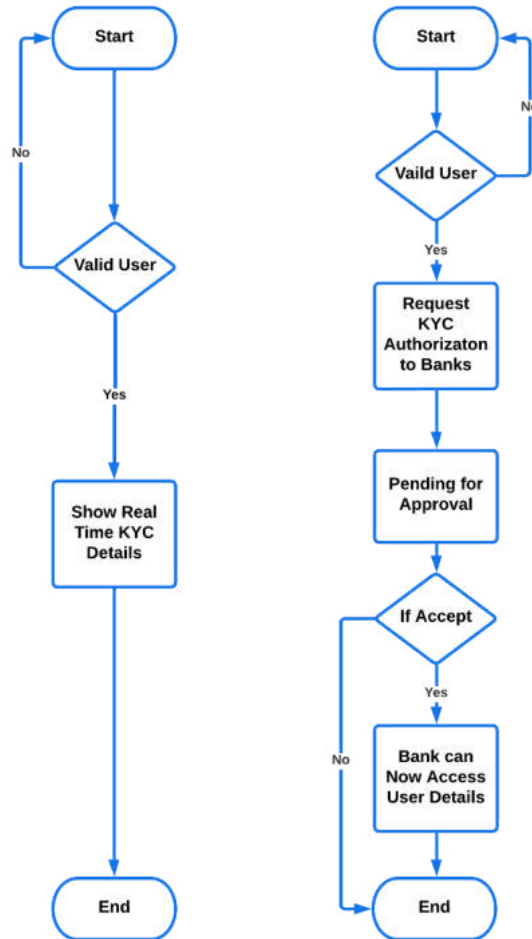 Start
No
Valid User
Yes
Show Real
Time KYC
Details
End
Start
No
Vaild User
Yes
Request
KYC
Authorizaton
to Banks
Pending for
Approval
If Accept
Yes
No
Bank can
Now Access
User Details
End